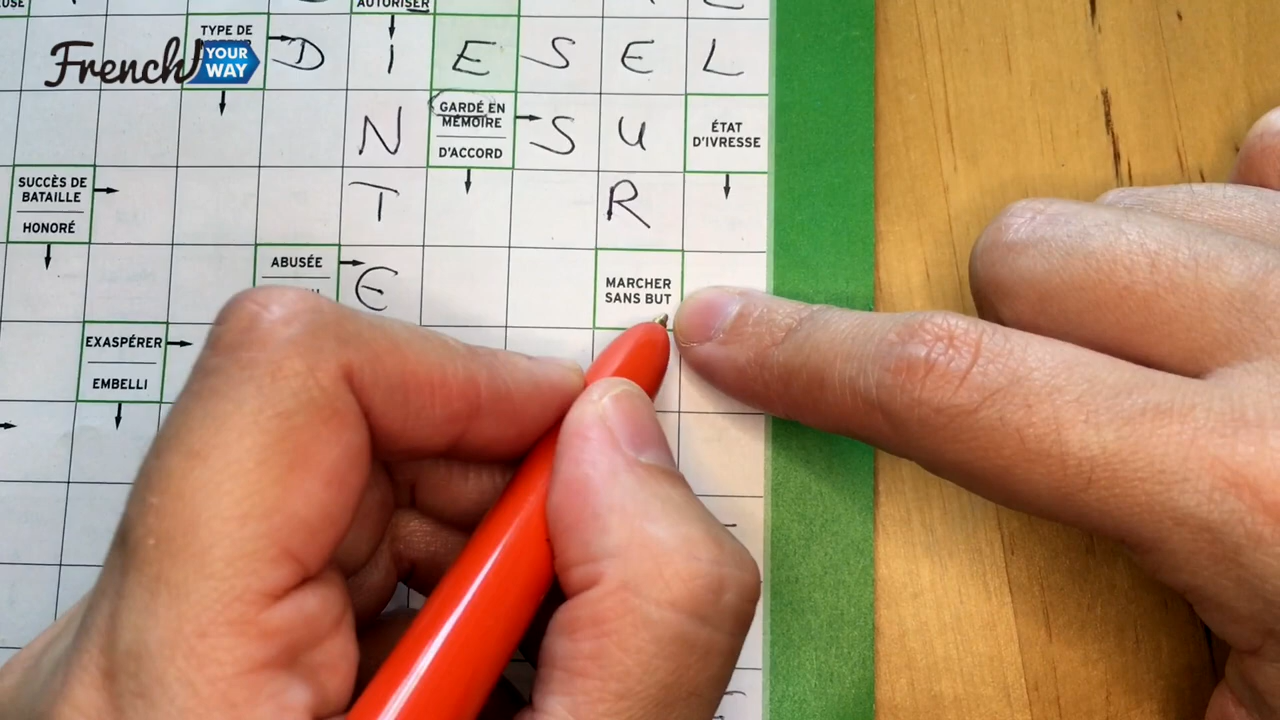 USE
AUTORISER
TYPE DE
French YOUR WAY
D I E S E L
GARDÉ EN
MÉMOIRE
D'ACCORD
N S U
ÉTAT
D'IVRESSE
SUCCÈS DE
BATAILLE
HONORÉ
T R
ABUSÉE
E
MARCHER
SANS BUT
EXASPÉRER
EMBELLI